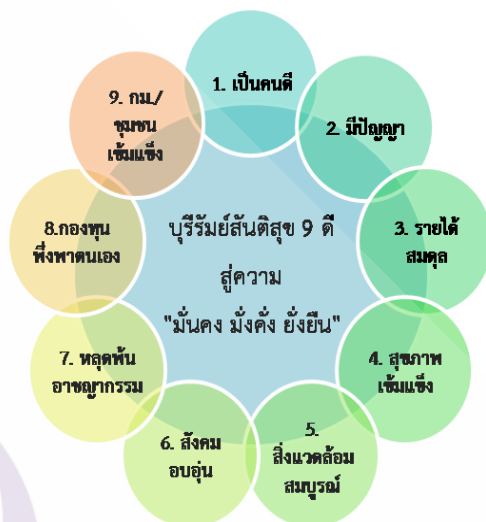 บุรีรัมย์สันติสุข 9 ดี
สู่ความ
"มั่นคง มั่งคั่ง ยั่งยืน"
1. เป็นคนดี
2. มีปัญญา
3. รายได้
สมดุล
4. สุขภาพ
เข้มแข็ง
5.
สิ่งแวดล้อม
สมบูรณ์
6. สังคม
อบอุ่น
7. หลุดพ้น
อาชญากรรม
8.กองทุน
พึ่งพาตนเอง
9. กม./
ชุมชน
เข้มแข็ง